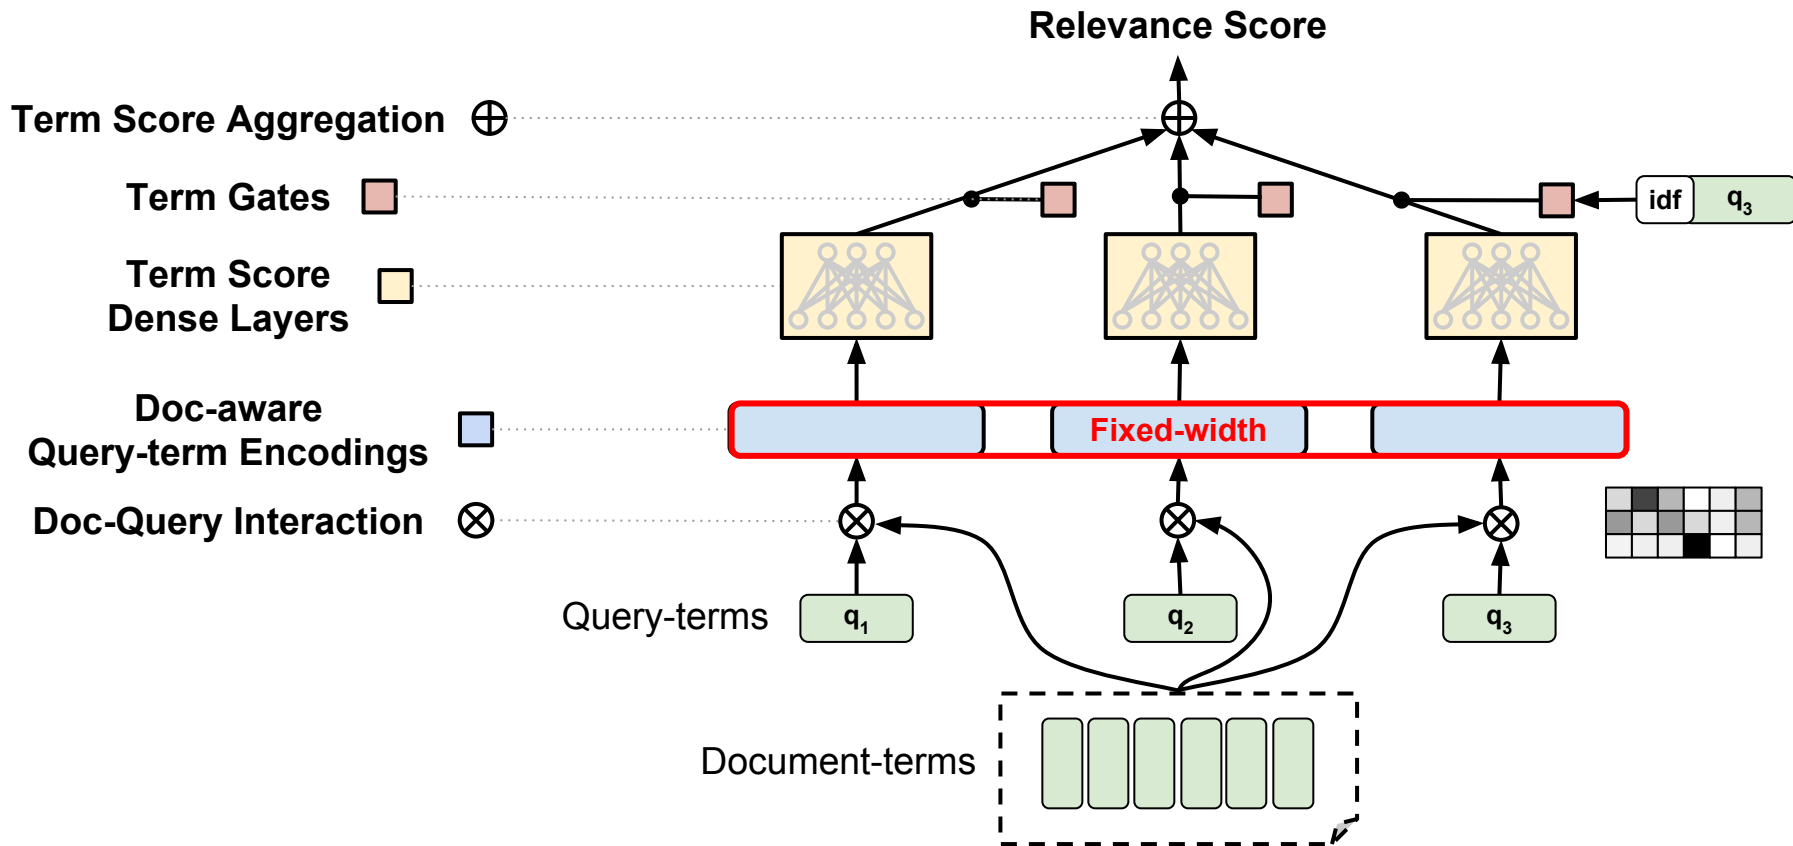 Relevance Score
Term Score Aggregation
Term Gates
idf q3
Term Score
Dense Layers
Doc-aware
Query-term Encodings
Fixed-width
Doc-Query Interaction
Query-terms q1 q2 q3
Document-terms